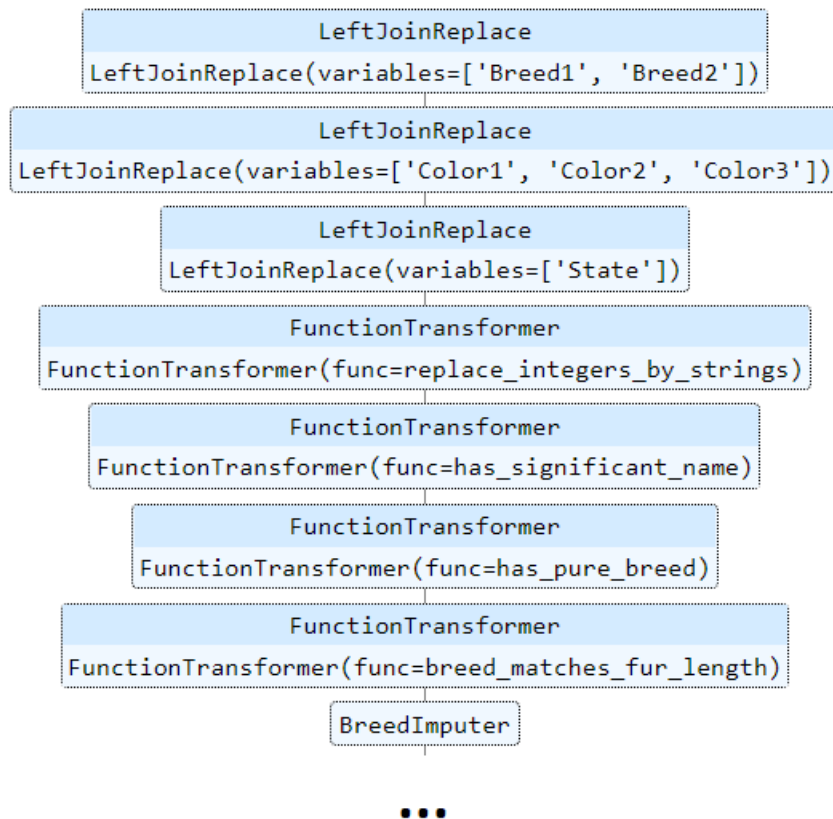 LeftJoinReplace
LeftJoinReplace(variables=['Breed1', 'Breed2'])
LeftJoinReplace
LeftJoinReplace(variables=['Color1', 'Color2', 'Color3'])
LeftJoinReplace
LeftJoinReplace(variables=['State'])
FunctionTransformer
FunctionTransformer(func=replace_integers_by_strings)
FunctionTransformer
FunctionTransformer(func=has_significant_name)
FunctionTransformer
FunctionTransformer(func=has_pure_breed)
FunctionTransformer
FunctionTransformer(func=breed_matches_fur_length)
BreedImputer
...